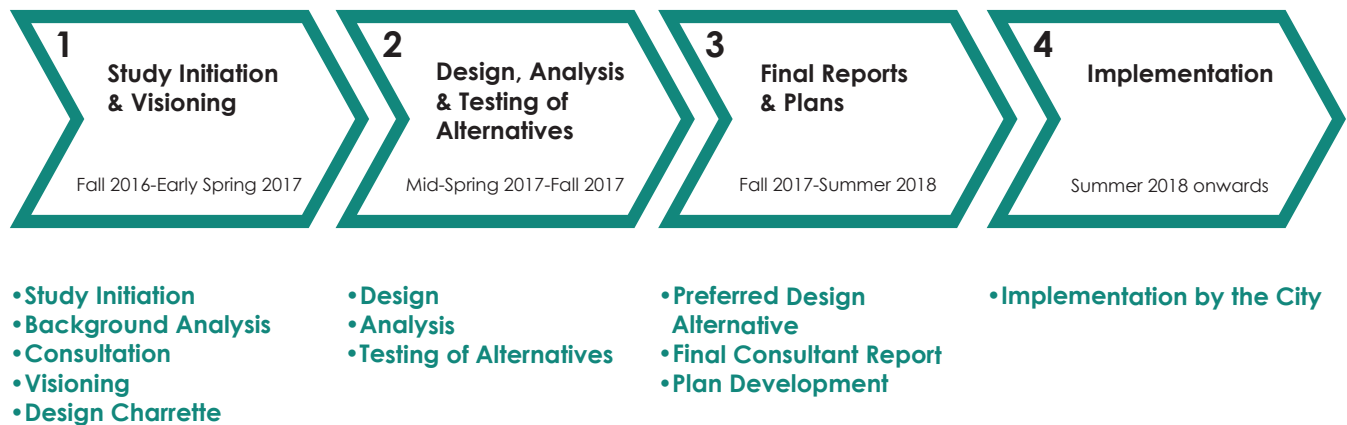 1
Study Initiation
& Visioning
Fall 2016-Early Spring 2017
•Study Initiation
•Background Analysis
•Consultation
•Visioning
•Design Charrette
2
Design, Analysis
& Testing of
Alternatives
Mid-Spring 2017-Fall 2017
•Design
•Analysis
•Testing of Alternatives
3
Final Reports
& Plans
Fall 2017-Summer 2018
•Preferred Design
Alternative
•Final Consultant Report
•Plan Development
4
Implementation
Summer 2018 onwards
•Implementation by the City